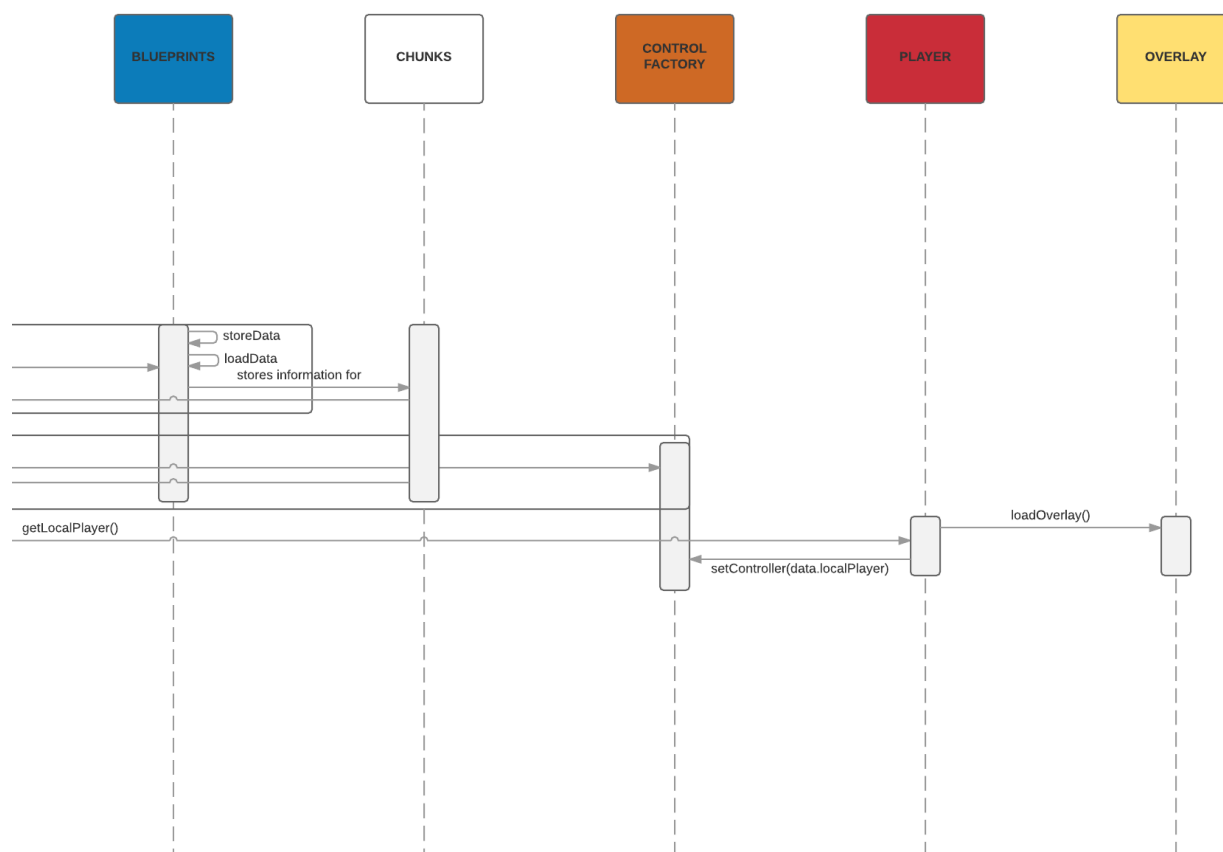 BLUEPRINTS
CHUNKS
CONTROL
FACTORY
PLAYER
OVERLAY
storeData
loadData
stores information for
getLocalPlayer()
loadOverlay()
setController(data.localPlayer)